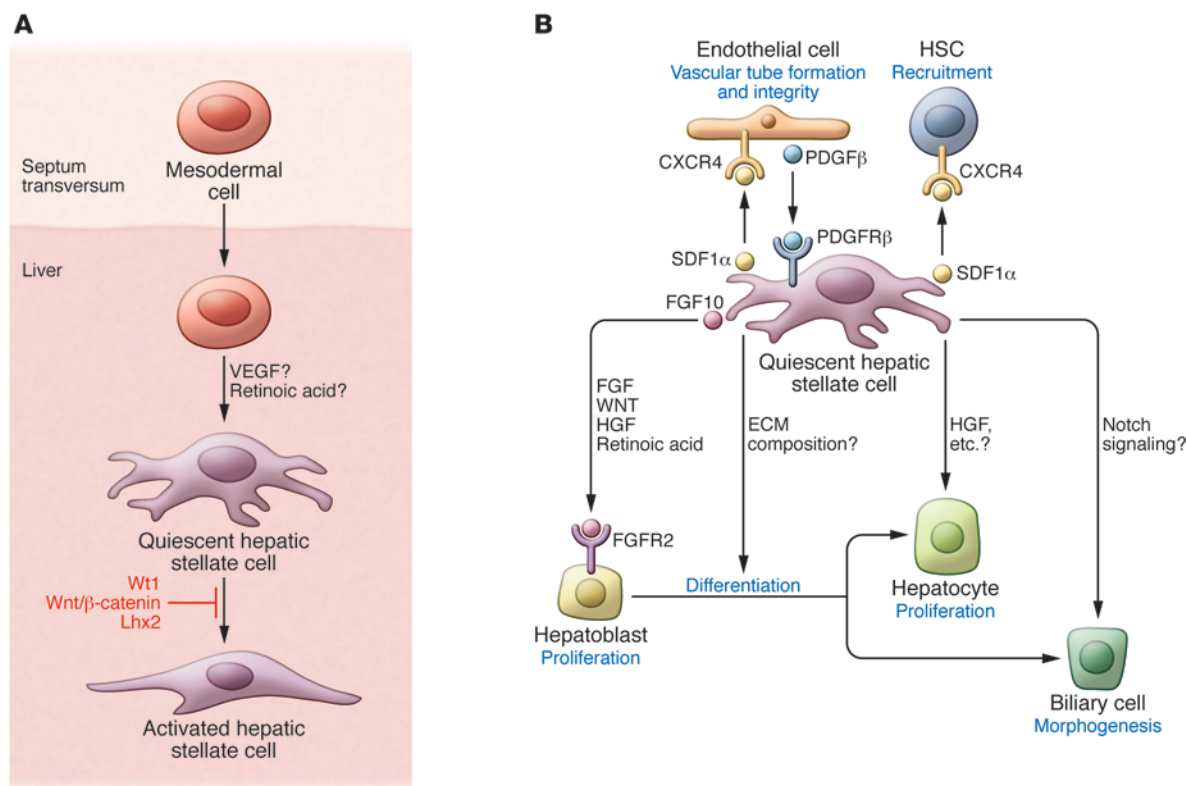 A
Septum
transversum
Mesodermal
cell
Liver
VEGF?
Retinoic acid?
Quiescent hepatic
stellate cell
Wt1
Wnt/β-catenin
Lhx2
Activated hepatic
stellate cell
B
Endothelial cell
Vascular tube formation
and integrity
HSC
Recruitment
CXCR4
PDGFβ
CXCR4
PDGFRβ
SDF1α
SDF1α
FGF10
Quiescent hepatic
stellate cell
FGF
WNT
HGF
Retinoic acid
ECM
composition?
HGF,
etc.?
Notch
signaling?
FGFR2
Differentiation
Hepatoblast
Proliferation
Hepatocyte
Proliferation
Biliary cell
Morphogenesis